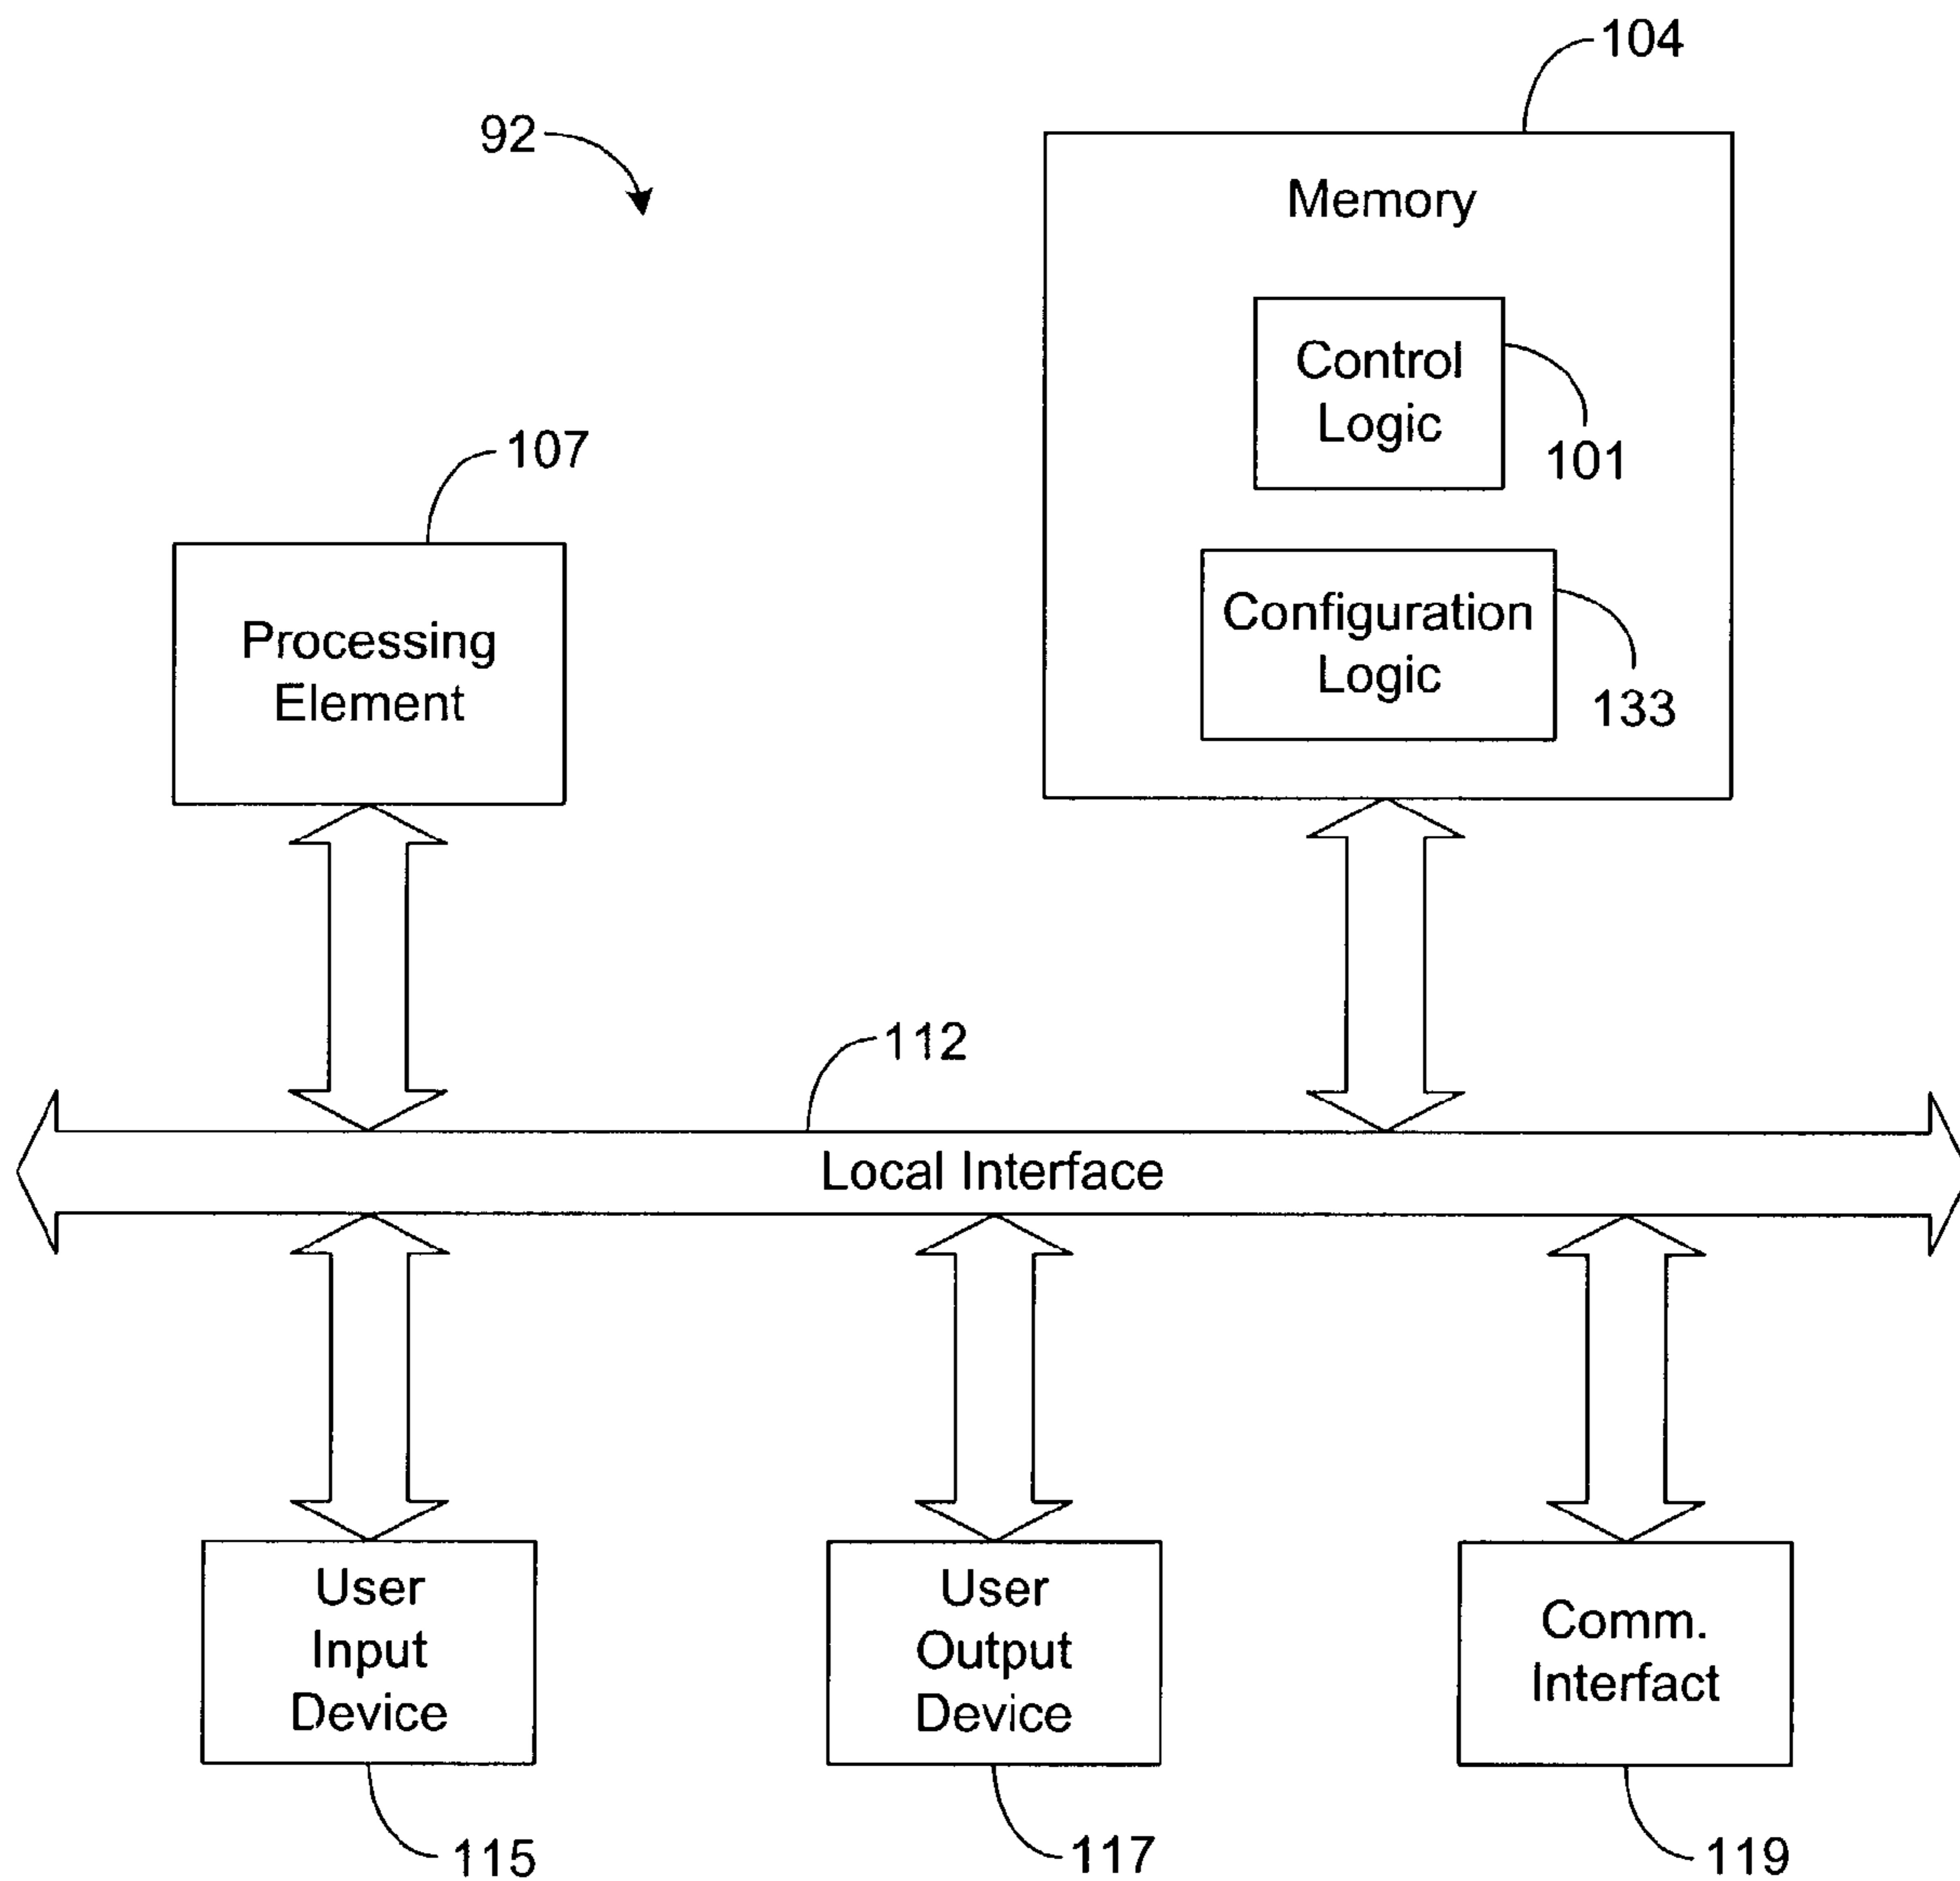 104
92
Memory
Control
Logic
101
107
Processing
Element
Configuration
Logic
133
112
Local Interface
User
Input
Device
User
Output
Device
Comm.
Interfact
115
117
119